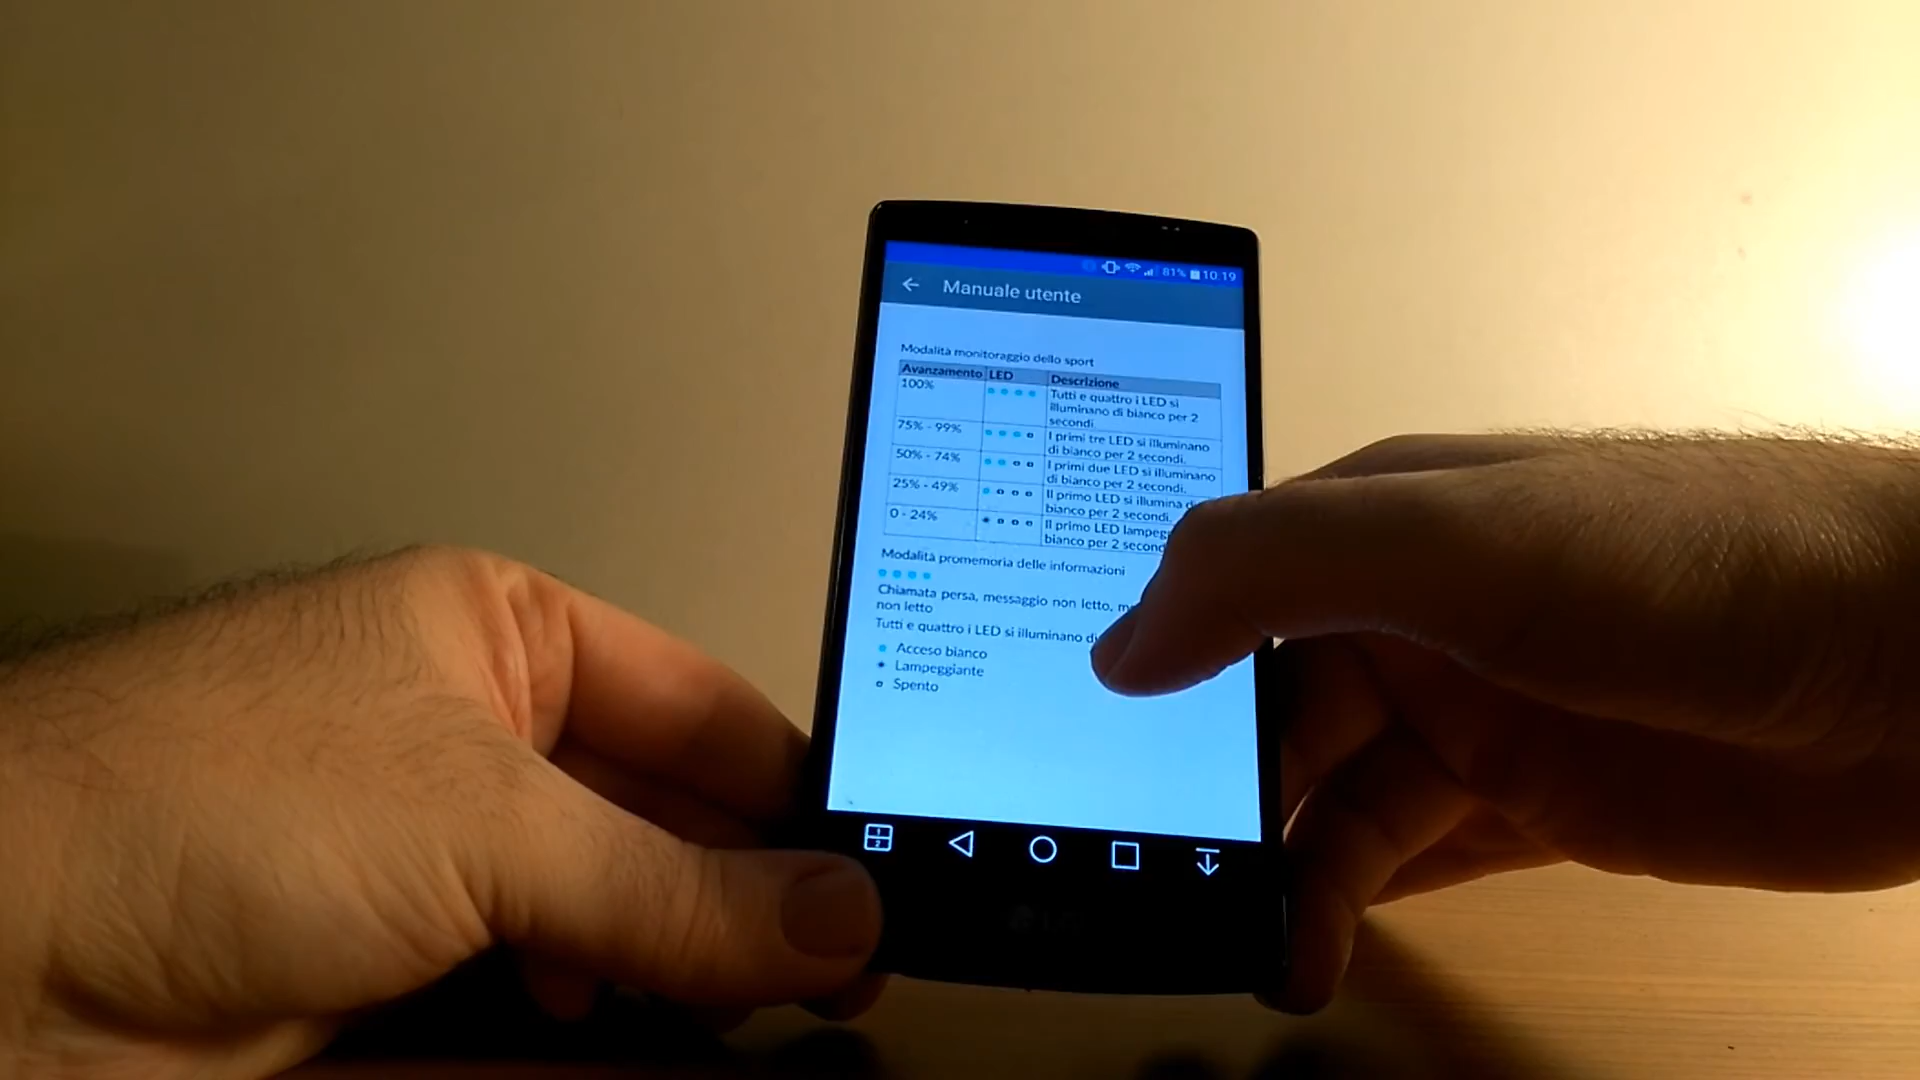 81% 10:19
Manuale utente
Modalità monitoraggio dello sport
Avanzamento LED Descrizione
100% Tutti e quattro i LED si
illuminano di bianco per 2
secondi.
75% - 99% I primi tre LED si illuminano
di bianco per 2 secondi.
50% - 74% I primi due LED si illuminano
di bianco per 2 secondi.
25% - 49% Il primo LED si illumina
bianco per 2 secondi.
0 - 24% Il primo LED
bianco per 2
Modalità promemoria delle informazioni
Chiamata persa, messaggio non letto,
non letto
Tutti e quattro i LED si illuminano di
Acceso bianco
Lampeggiante
Spento
1
2
LG